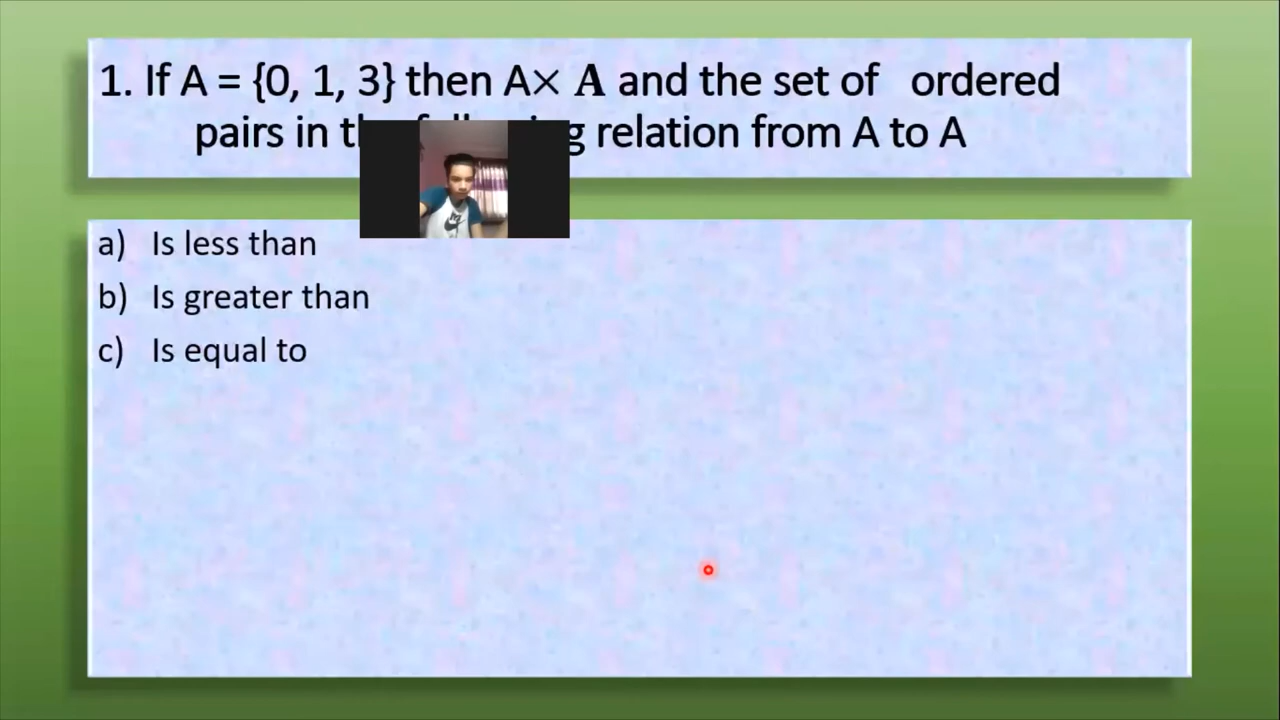 1. If A = {0, 1, 3} then A× A and the set of ordered
pairs in relation from A to A
a) Is less than
b) Is greater than
c) Is equal to